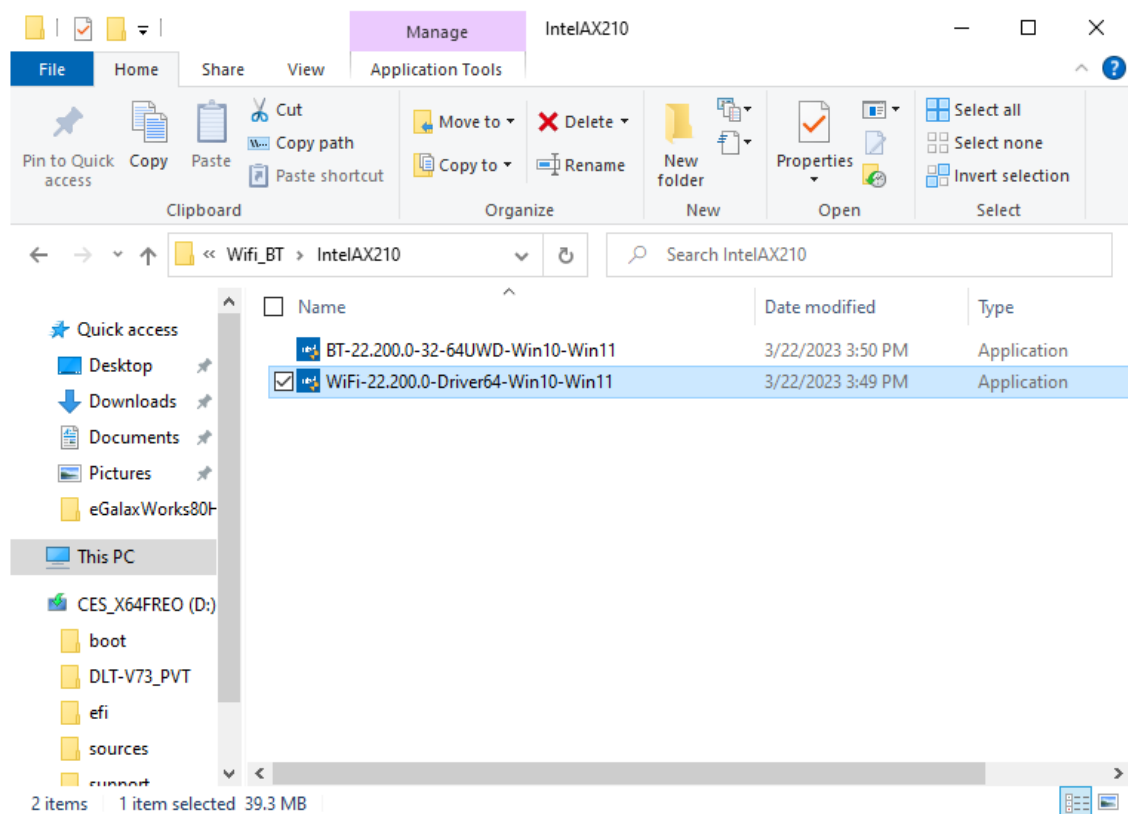 Manage
IntelAX210
File
Home
Share
View
Application Tools
Pin to Quick access
Copy
Paste
Cut
Copy path
Paste shortcut
Clipboard
Move to
Copy to
Delete
Rename
Organize
New folder
New
Properties
Open
Select all
Select none
Invert selection
Select
« Wifi_BT > IntelAX210
Search IntelAX210
Name
Date modified
Type
BT-22.200.0-32-64UWD-Win10-Win11 3/22/2023 3:50 PM Application
WiFi-22.200.0-Driver64-Win10-Win11 3/22/2023 3:49 PM Application
Quick access
Desktop
Downloads
Documents
Pictures
eGalaxWorks80H
This PC
CES_X64FREO (D:)
boot
DLT-V73_PVT
efi
sources
support
2 items
1 item selected 39.3 MB